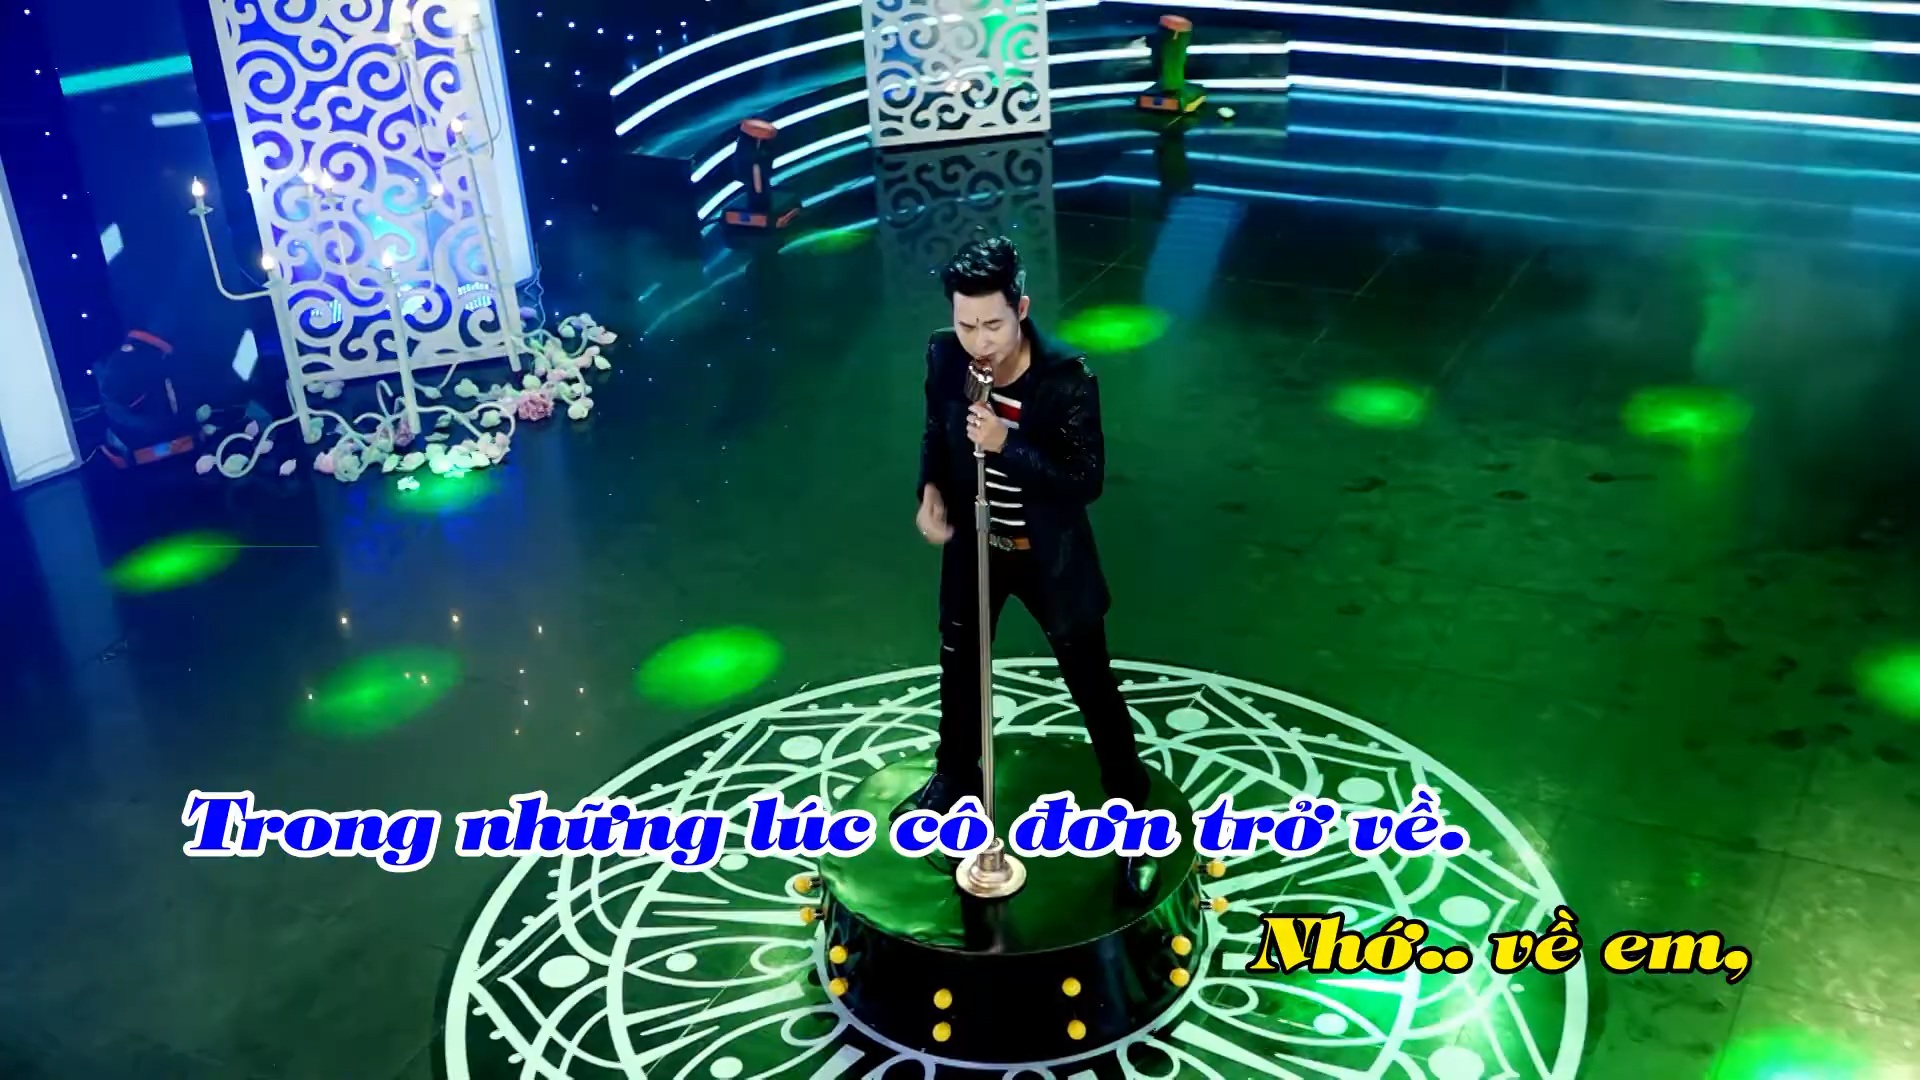 Trong những lúc cô đơn trở về.
Nhớ.. về em,